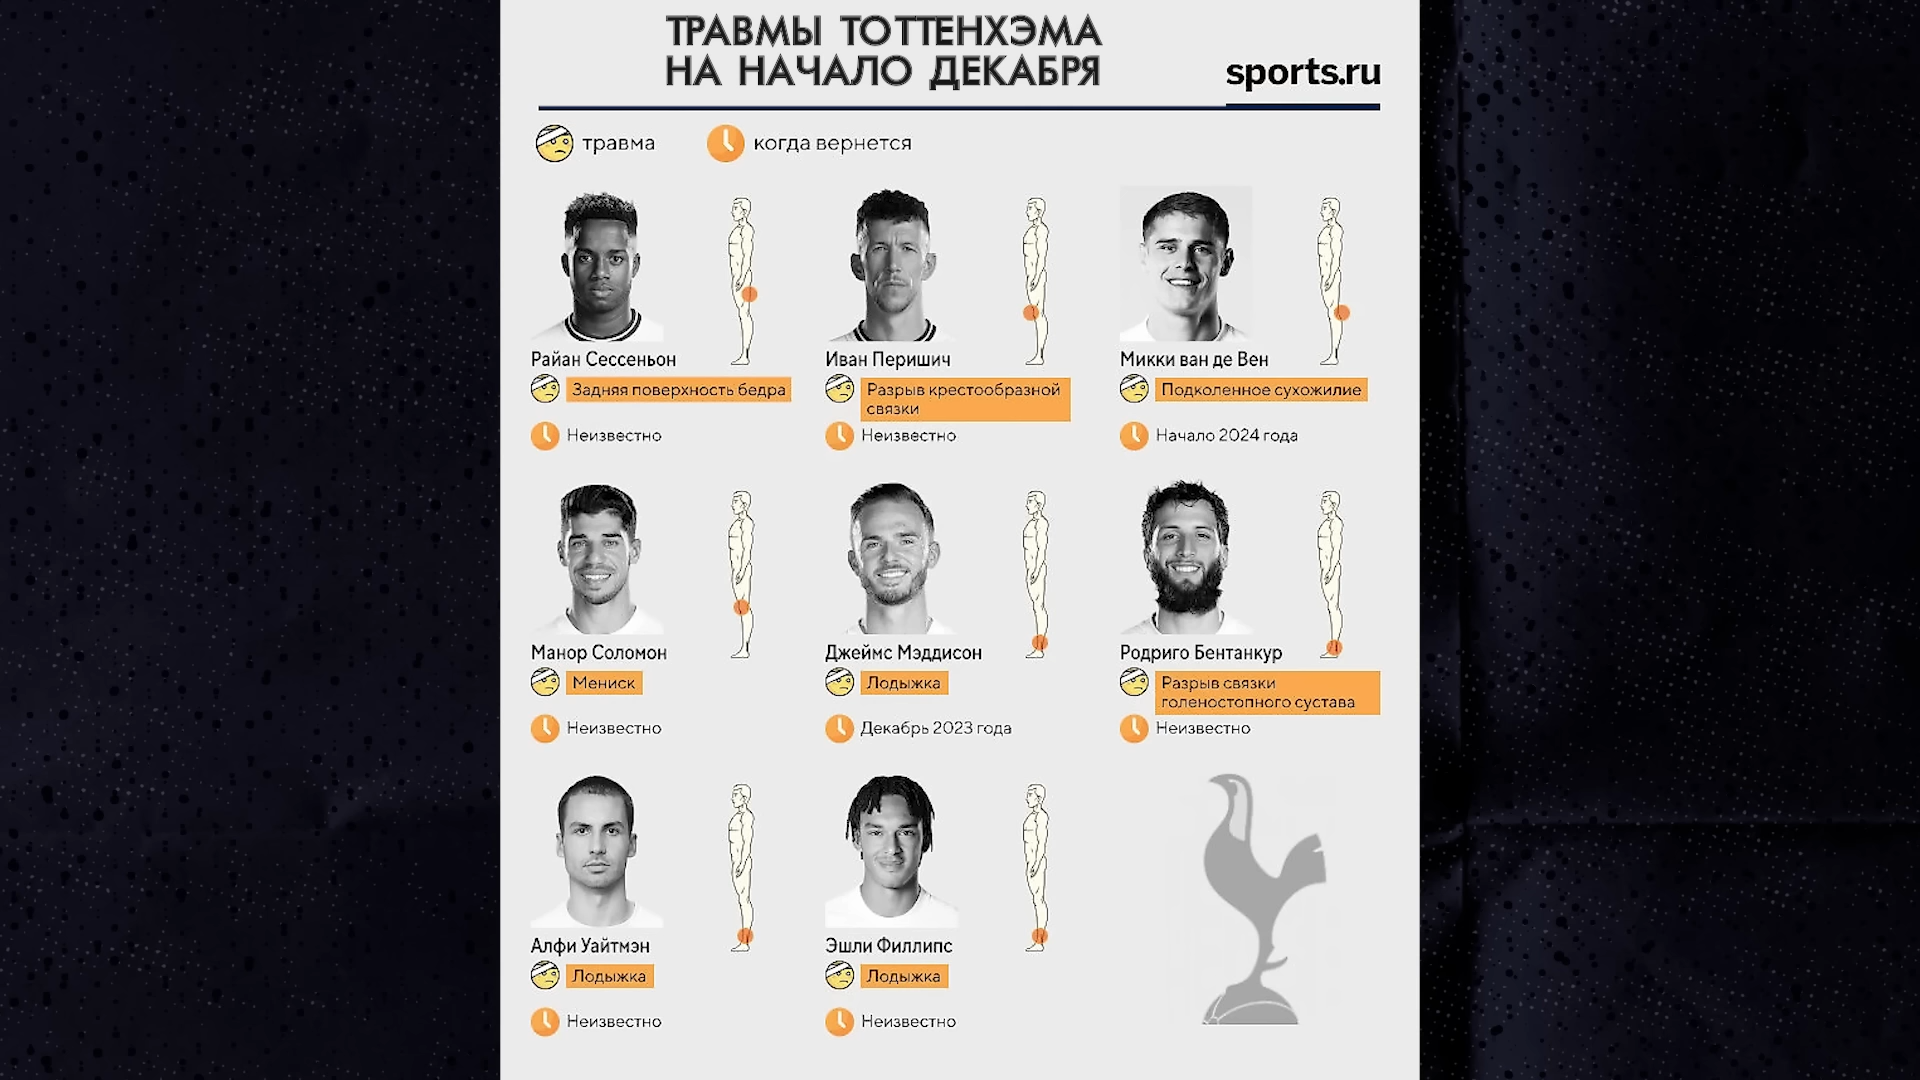 ТРАВМЫ ТОТТЕНХЭМА
НА НАЧАЛО ДЕКАБРЯ
sports.ru
травма
когда вернется
Райан Сессеньон
Задняя поверхность бедра
Неизвестно
Иван Перишич
Разрыв крестообразной
связки
Неизвестно
Микки ван де Вен
Подколенное сухожилие
Начало 2024 года
Манор Соломон
Мениск
Неизвестно
Джеймс Мэддисон
Лодыжка
Декабрь 2023 года
Родриго Бентанкур
Разрыв связки
голеностопного сустава
Неизвестно
Алфи Уайтмэн
Лодыжка
Неизвестно
Эшли Филлипс
Лодыжка
Неизвестно